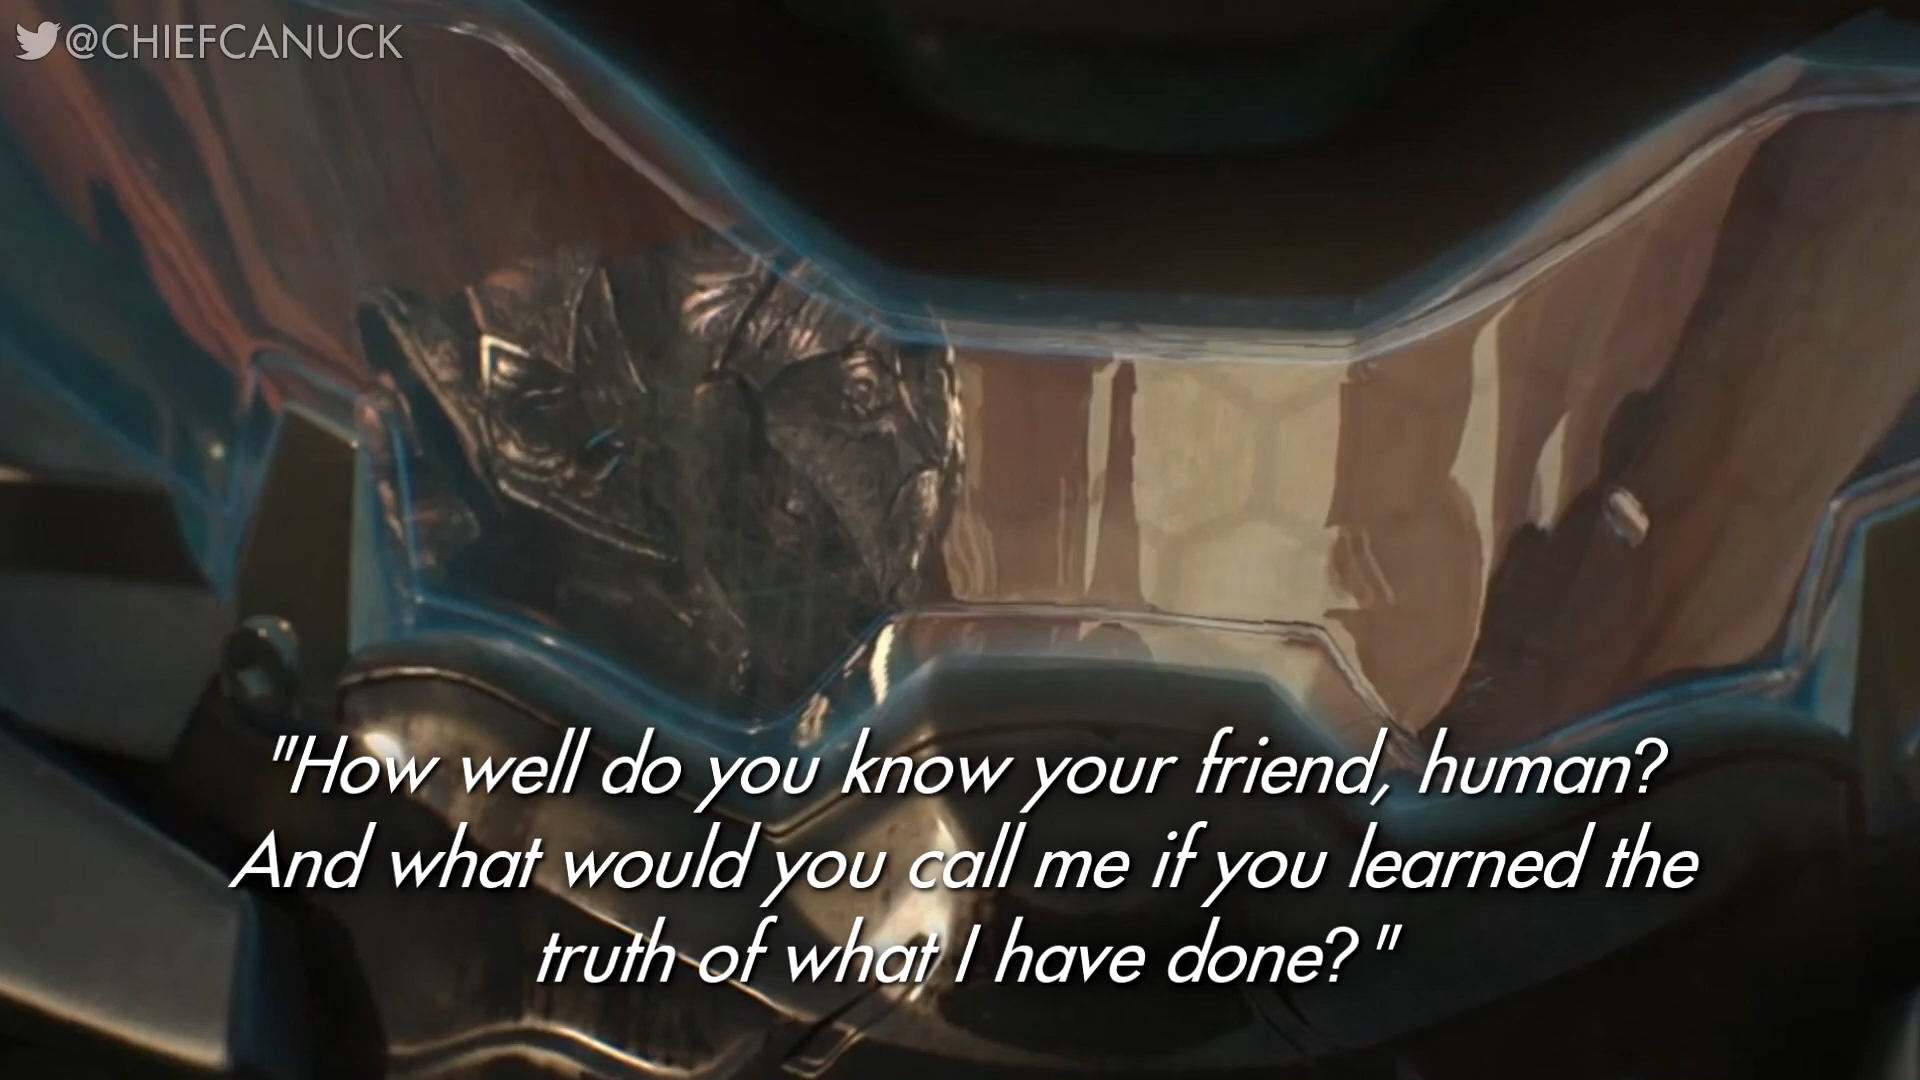 @CHIEFCANUCK
"How well do you know your friend, human?
And what would you call me if you learned the
truth of what I have done?"